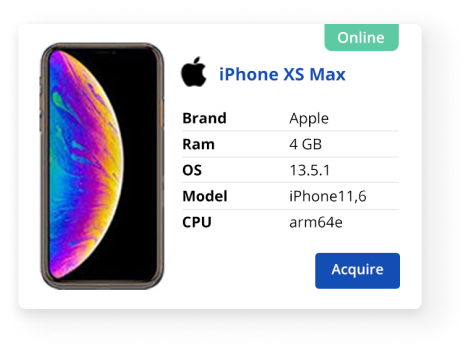 Online
iPhone XS Max
Brand Apple
Ram 4 GB
OS 13.5.1
Model iPhone11,6
CPU arm64e
Acquire